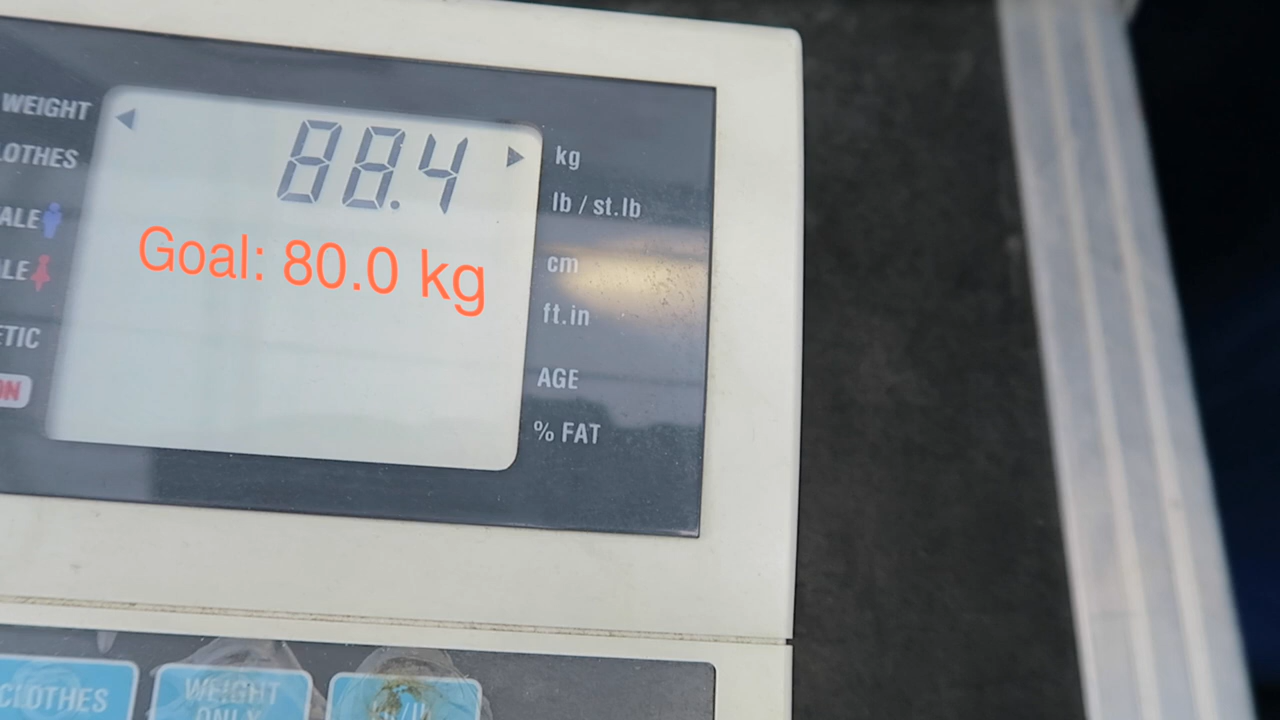 WEIGHT
88.4
kg
LOTHES
lb / st.lb
ALE
Goal: 80.0 kg
cm
LE
ft.in
ETIC
AGE
ON
% FAT
CLOTHES
WEIGHT
ONLY